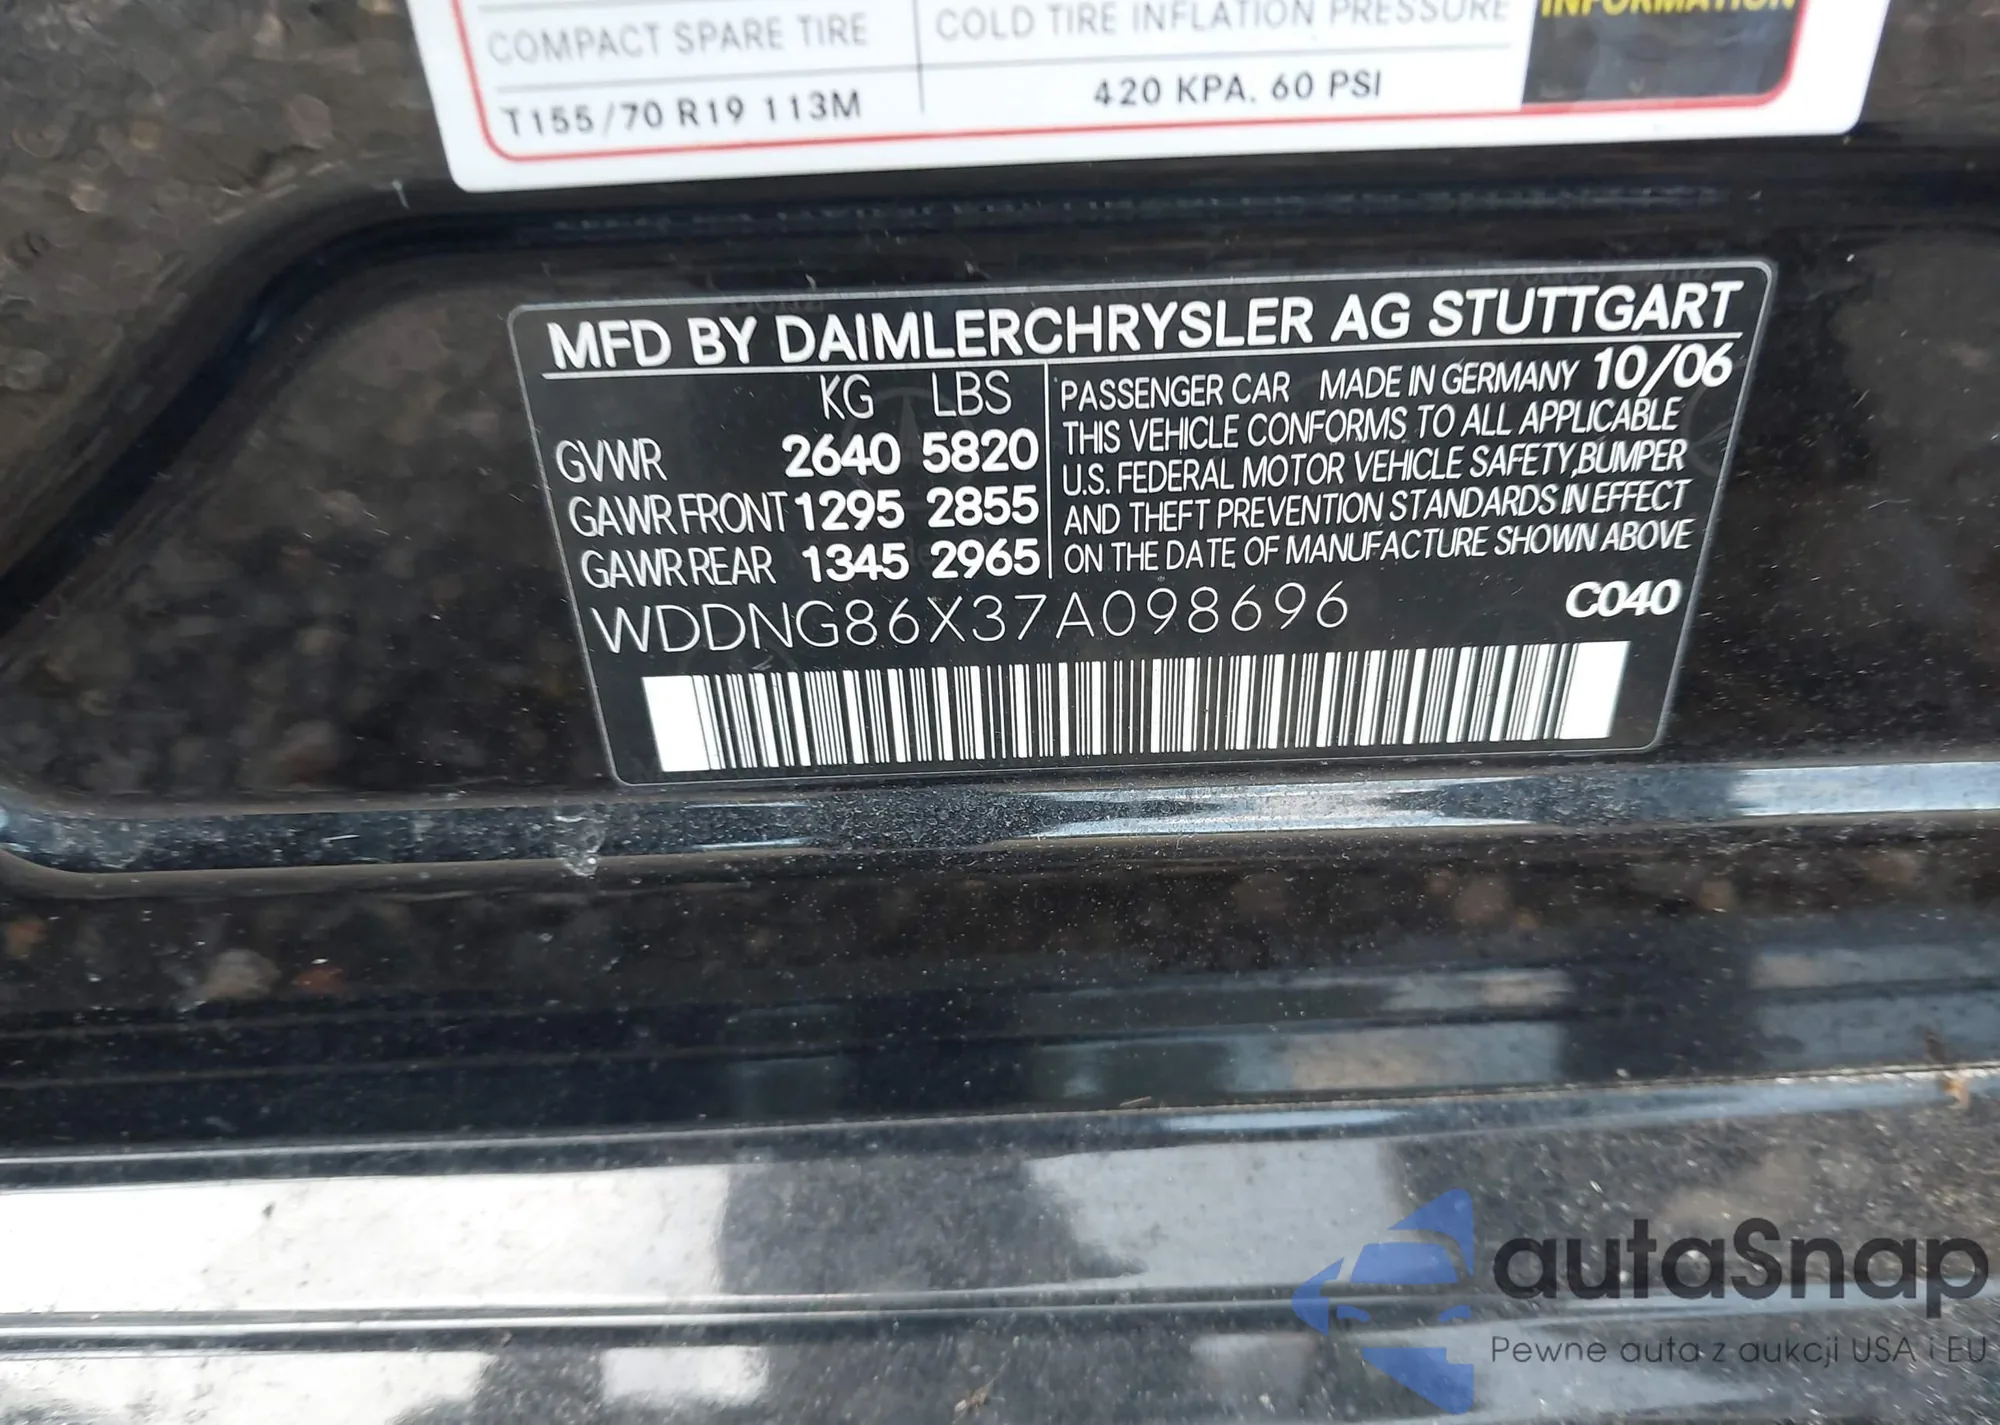 COMPACT SPARE TIRE
COLD TIRE INFLATION PRESSURE
INFORMATION
T155/70 R19 113M
420 KPA. 60 PSI
MFD BY DAIMLERCHRYSLER AG STUTTGART
KG LBS
GVWR 2640 5820
GAWR FRONT 1295 2855
GAWR REAR 1345 2965
PASSENGER CAR MADE IN GERMANY 10/06
THIS VEHICLE CONFORMS TO ALL APPLICABLE
U.S. FEDERAL MOTOR VEHICLE SAFETY,BUMPER
AND THEFT PREVENTION STANDARDS IN EFFECT
ON THE DATE OF MANUFACTURE SHOWN ABOVE
WDDNG86X37A098696
C040
autaSnap
Pewne auta z aukcji USA i EU